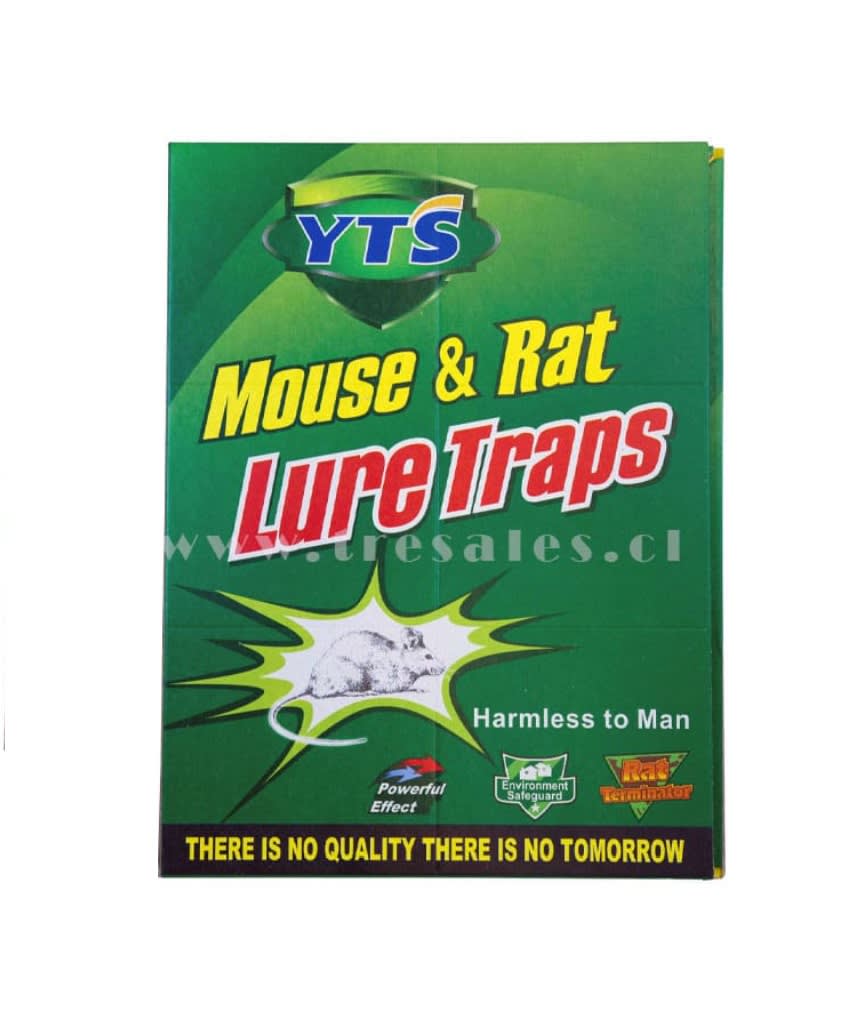 YTS
Mouse & Rat
Lure Traps
www.tresales.cl
Harmless to Man
Powerful
Effect
Environment
Safeguard
Rat
Terminator
THERE IS NO QUALITY THERE IS NO TOMORROW